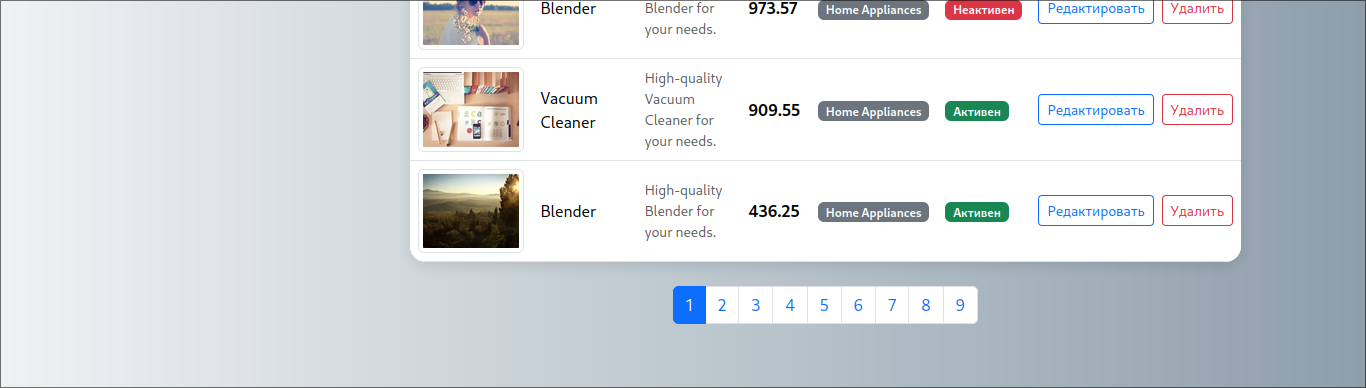 Blender
Blender for
your needs.
973.57
Home Appliances
Неактивен
Редактировать
Удалить
Vacuum
Cleaner
High-quality
Vacuum
Cleaner for
your needs.
909.55
Home Appliances
Активен
Редактировать
Удалить
Blender
High-quality
Blender for
your needs.
436.25
Home Appliances
Активен
Редактировать
Удалить
1 2 3 4 5 6 7 8 9